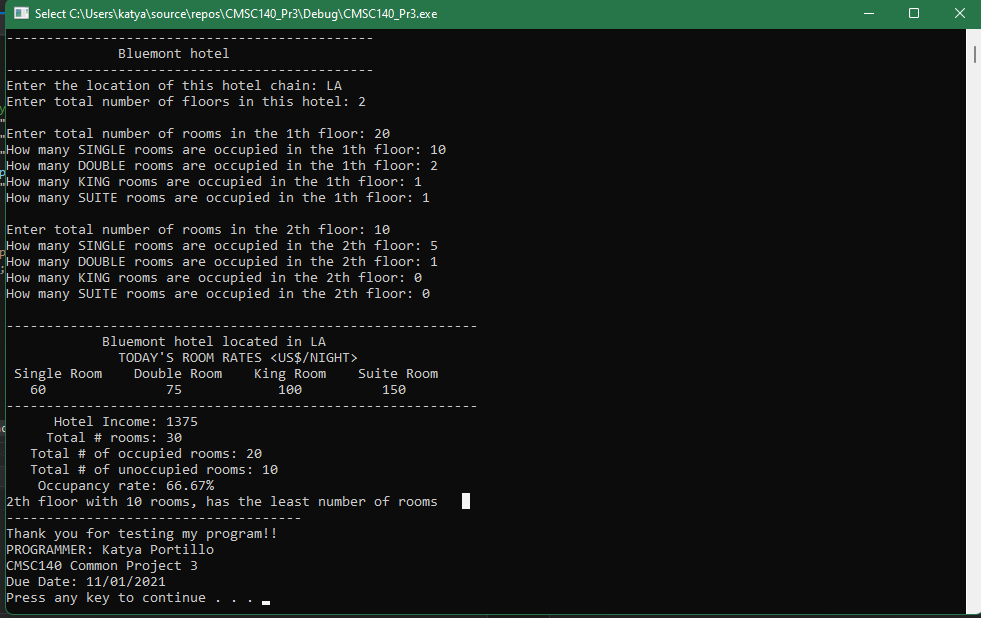 Select C:\Users\katya\source\repos\CMSC140_Pr3\Debug\CMSC140_Pr3.exe
----------------------------------------------
Bluemont hotel
----------------------------------------------
Enter the location of this hotel chain: LA
Enter total number of floors in this hotel: 2
Enter total number of rooms in the 1th floor: 20
How many SINGLE rooms are occupied in the 1th floor: 10
How many DOUBLE rooms are occupied in the 1th floor: 2
How many KING rooms are occupied in the 1th floor: 1
How many SUITE rooms are occupied in the 1th floor: 1
Enter total number of rooms in the 2th floor: 10
How many SINGLE rooms are occupied in the 2th floor: 5
How many DOUBLE rooms are occupied in the 2th floor: 1
How many KING rooms are occupied in the 2th floor: 0
How many SUITE rooms are occupied in the 2th floor: 0
-----------------------------------------------------------
Bluemont hotel located in LA
TODAY'S ROOM RATES <US$/NIGHT>
Single Room Double Room King Room Suite Room
60 75 100 150
-----------------------------------------------------------
Hotel Income: 1375
Total # rooms: 30
Total # of occupied rooms: 20
Total # of unoccupied rooms: 10
Occupancy rate: 66.67%
2th floor with 10 rooms, has the least number of rooms
-------------------------------------
Thank you for testing my program!!
PROGRAMMER: Katya Portillo
CMSC140 Common Project 3
Due Date: 11/01/2021
Press any key to continue . . .